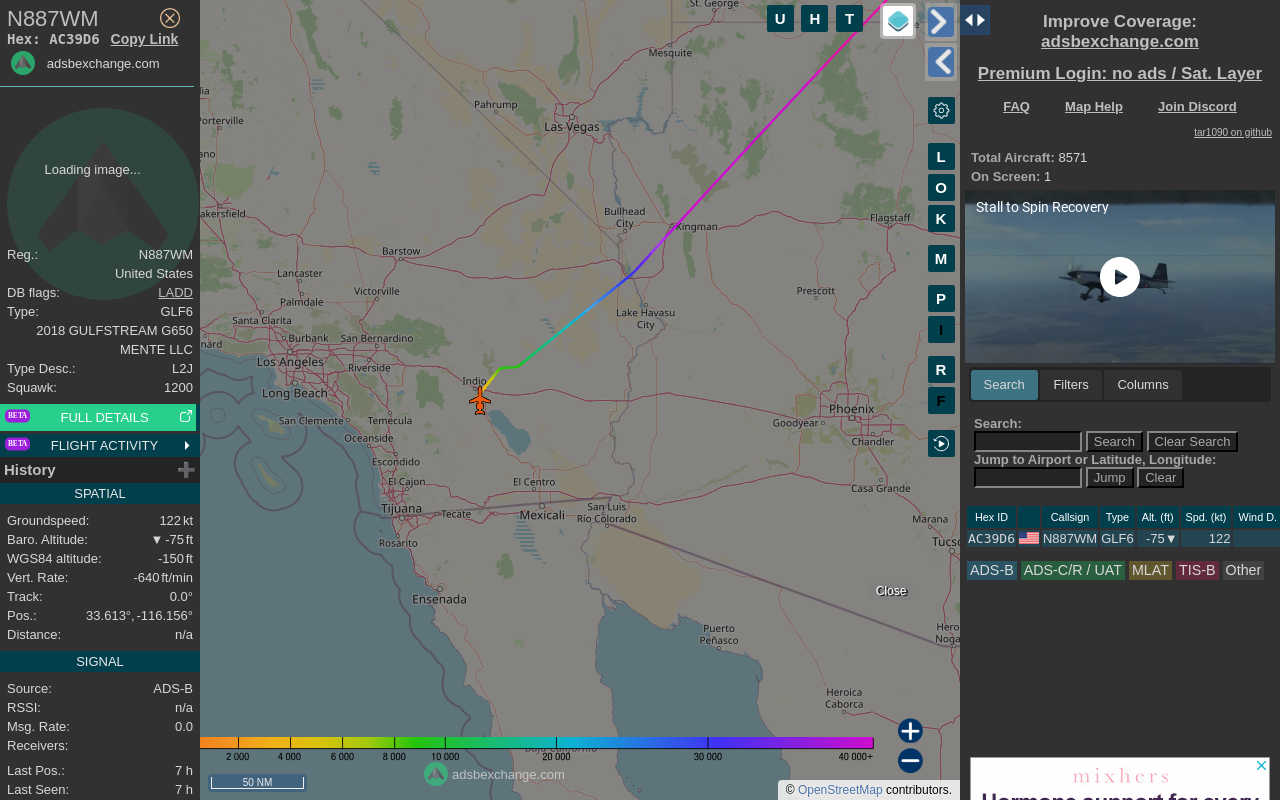 N887WM
Hex: AC39D6 Copy Link
adsbexchange.com
Loading image...
Reg.: N887WM
United States
DB flags: LADD
Type: GLF6
2018 GULFSTREAM G650
MENTE LLC
Type Desc.: L2J
Squawk: 1200
BETA FULL DETAILS
BETA FLIGHT ACTIVITY
History
SPATIAL
Groundspeed: 122 kt
Baro. Altitude: ▼ -75 ft
WGS84 altitude: -150 ft
Vert. Rate: -640 ft/min
Track: 0.0°
Pos.: 33.613°, -116.156°
Distance: n/a
SIGNAL
Source: ADS-B
RSSI: n/a
Msg. Rate: 0.0
Receivers:
Last Pos.: 7 h
Last Seen: 7 h
St. George
Mesquite
Pahrump
Las Vegas
Porterville
akersfield
Bullhead
City
Kingman
Flagstaff
Barstow
Lancaster
Victorville
Palmdale
Prescott
Santa Clarita
Lake Havasu
City
Burbank
San Bernardino
nard
Los Angeles
Riverside
Indio
Long Beach
San Clemente
Temecula
Phoenix
Goodyear
Oceanside
Chandler
Escondido
El Cajon
El Centro
Casa Grande
Tijuana
Tecate
Mexicali
San Luis
Río Colorado
Marana
Tucso
Rosarito
Ensenada
Close
Puerto
Peñasco
Hero
Noga
Heroica
Caborca
Baja California
2 000 4 000 6 000 8 000 10 000 20 000 30 000 40 000+
50 NM
adsbexchange.com
© OpenStreetMap contributors.
U H T
L
O
K
M
P
I
R
F
Improve Coverage:
adsbexchange.com
Premium Login: no ads / Sat. Layer
FAQ Map Help Join Discord
tar1090 on github
Total Aircraft: 8571
On Screen: 1
Stall to Spin Recovery
Search Filters Columns
Search:
Search Clear Search
Jump to Airport or Latitude, Longitude:
Jump Clear
Hex ID Callsign Type Alt. (ft) Spd. (kt) Wind D.
AC39D6 N887WM GLF6 -75▼ 122
ADS-B ADS-C/R / UAT MLAT TIS-B Other
mixhers
Hormone support for every